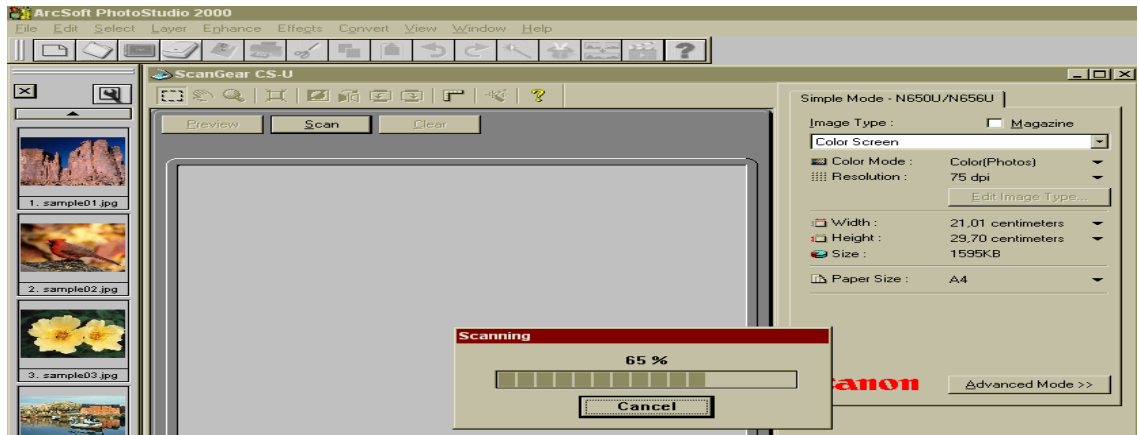 ArcSoft PhotoStudio 2000
File Edit Select Layer Enhance Effects Convert View Window Help
ScanGear CS-U
Preview Scan Clear
1. sample01.jpg
2. sample02.jpg
3. sample03.jpg
Simple Mode - N650U/N656U
Image Type : Magazine
Color Screen
Color Mode : Color(Photos)
Resolution : 75 dpi
Edit Image Type...
Width : 21,01 centimeters
Height : 29,70 centimeters
Size : 1595KB
Paper Size : A4
Scanning
65 %
Cancel
anon
Advanced Mode >>